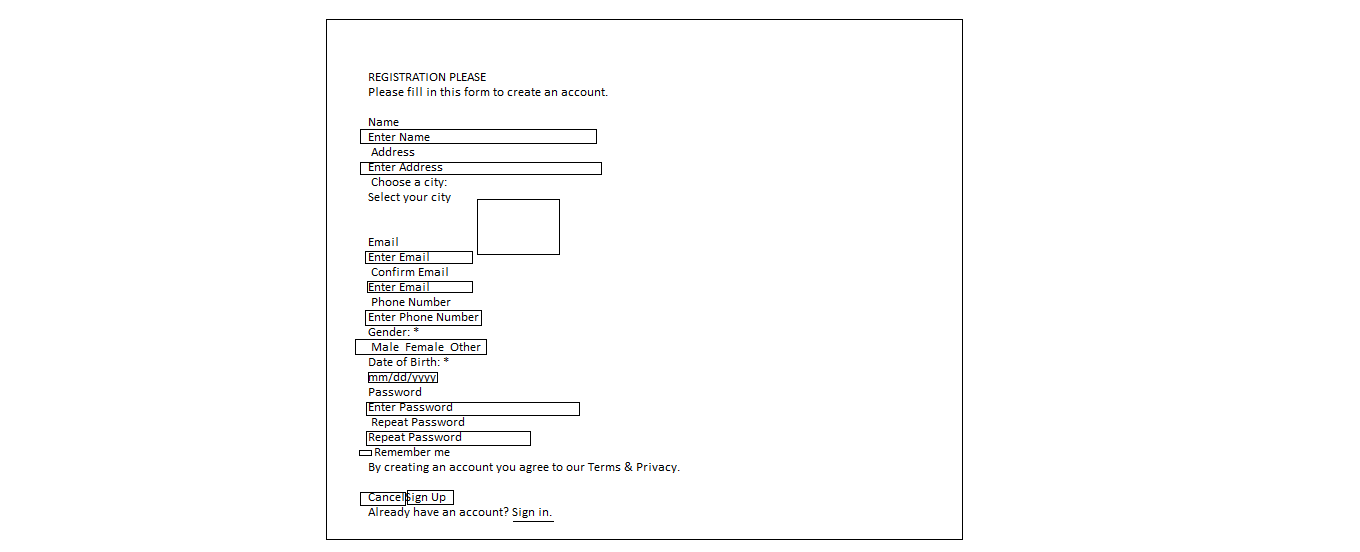 REGISTRATION PLEASE
Please fill in this form to create an account.
Name
Enter Name
Address
Enter Address
Choose a city:
Select your city
Email
Enter Email
Confirm Email
Enter Email
Phone Number
Enter Phone Number
Gender: *
Male Female Other
Date of Birth: *
mm/dd/yyyy
Password
Enter Password
Repeat Password
Repeat Password
Remember me
By creating an account you agree to our Terms & Privacy.
Cancel Sign Up
Already have an account? Sign in.